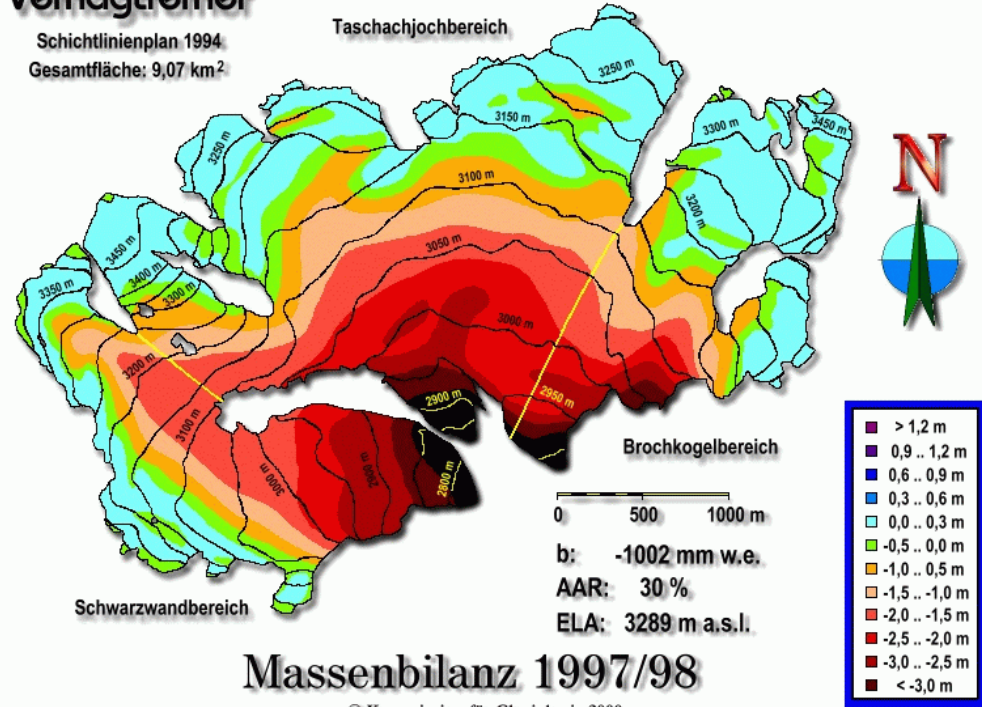 Schichtlinienplan 1994
Gesamtfläche: 9,07 km²
Taschachjochbereich
3250 m
3150 m
3250 m
3300 m
3450 m
N
3100 m
3200 m
3050 m
3450 m
3400 m
3350 m
3300 m
3000 m
3200 m
2950 m
2900 m
3100 m
3000 m
2900 m
2800 m
Brochkogelbereich
0 500 1000 m
b: -1002 mm w.e.
AAR: 30 %
ELA: 3289 m a.s.l.
Schwarzwandbereich
Massenbilanz 1997/98
> 1,2 m
0,9 .. 1,2 m
0,6 .. 0,9 m
0,3 .. 0,6 m
0,0 .. 0,3 m
-0,5 .. 0,0 m
-1,0 .. 0,5 m
-1,5 .. -1,0 m
-2,0 .. -1,5 m
-2,5 .. -2,0 m
-3,0 .. -2,5 m
< -3,0 m